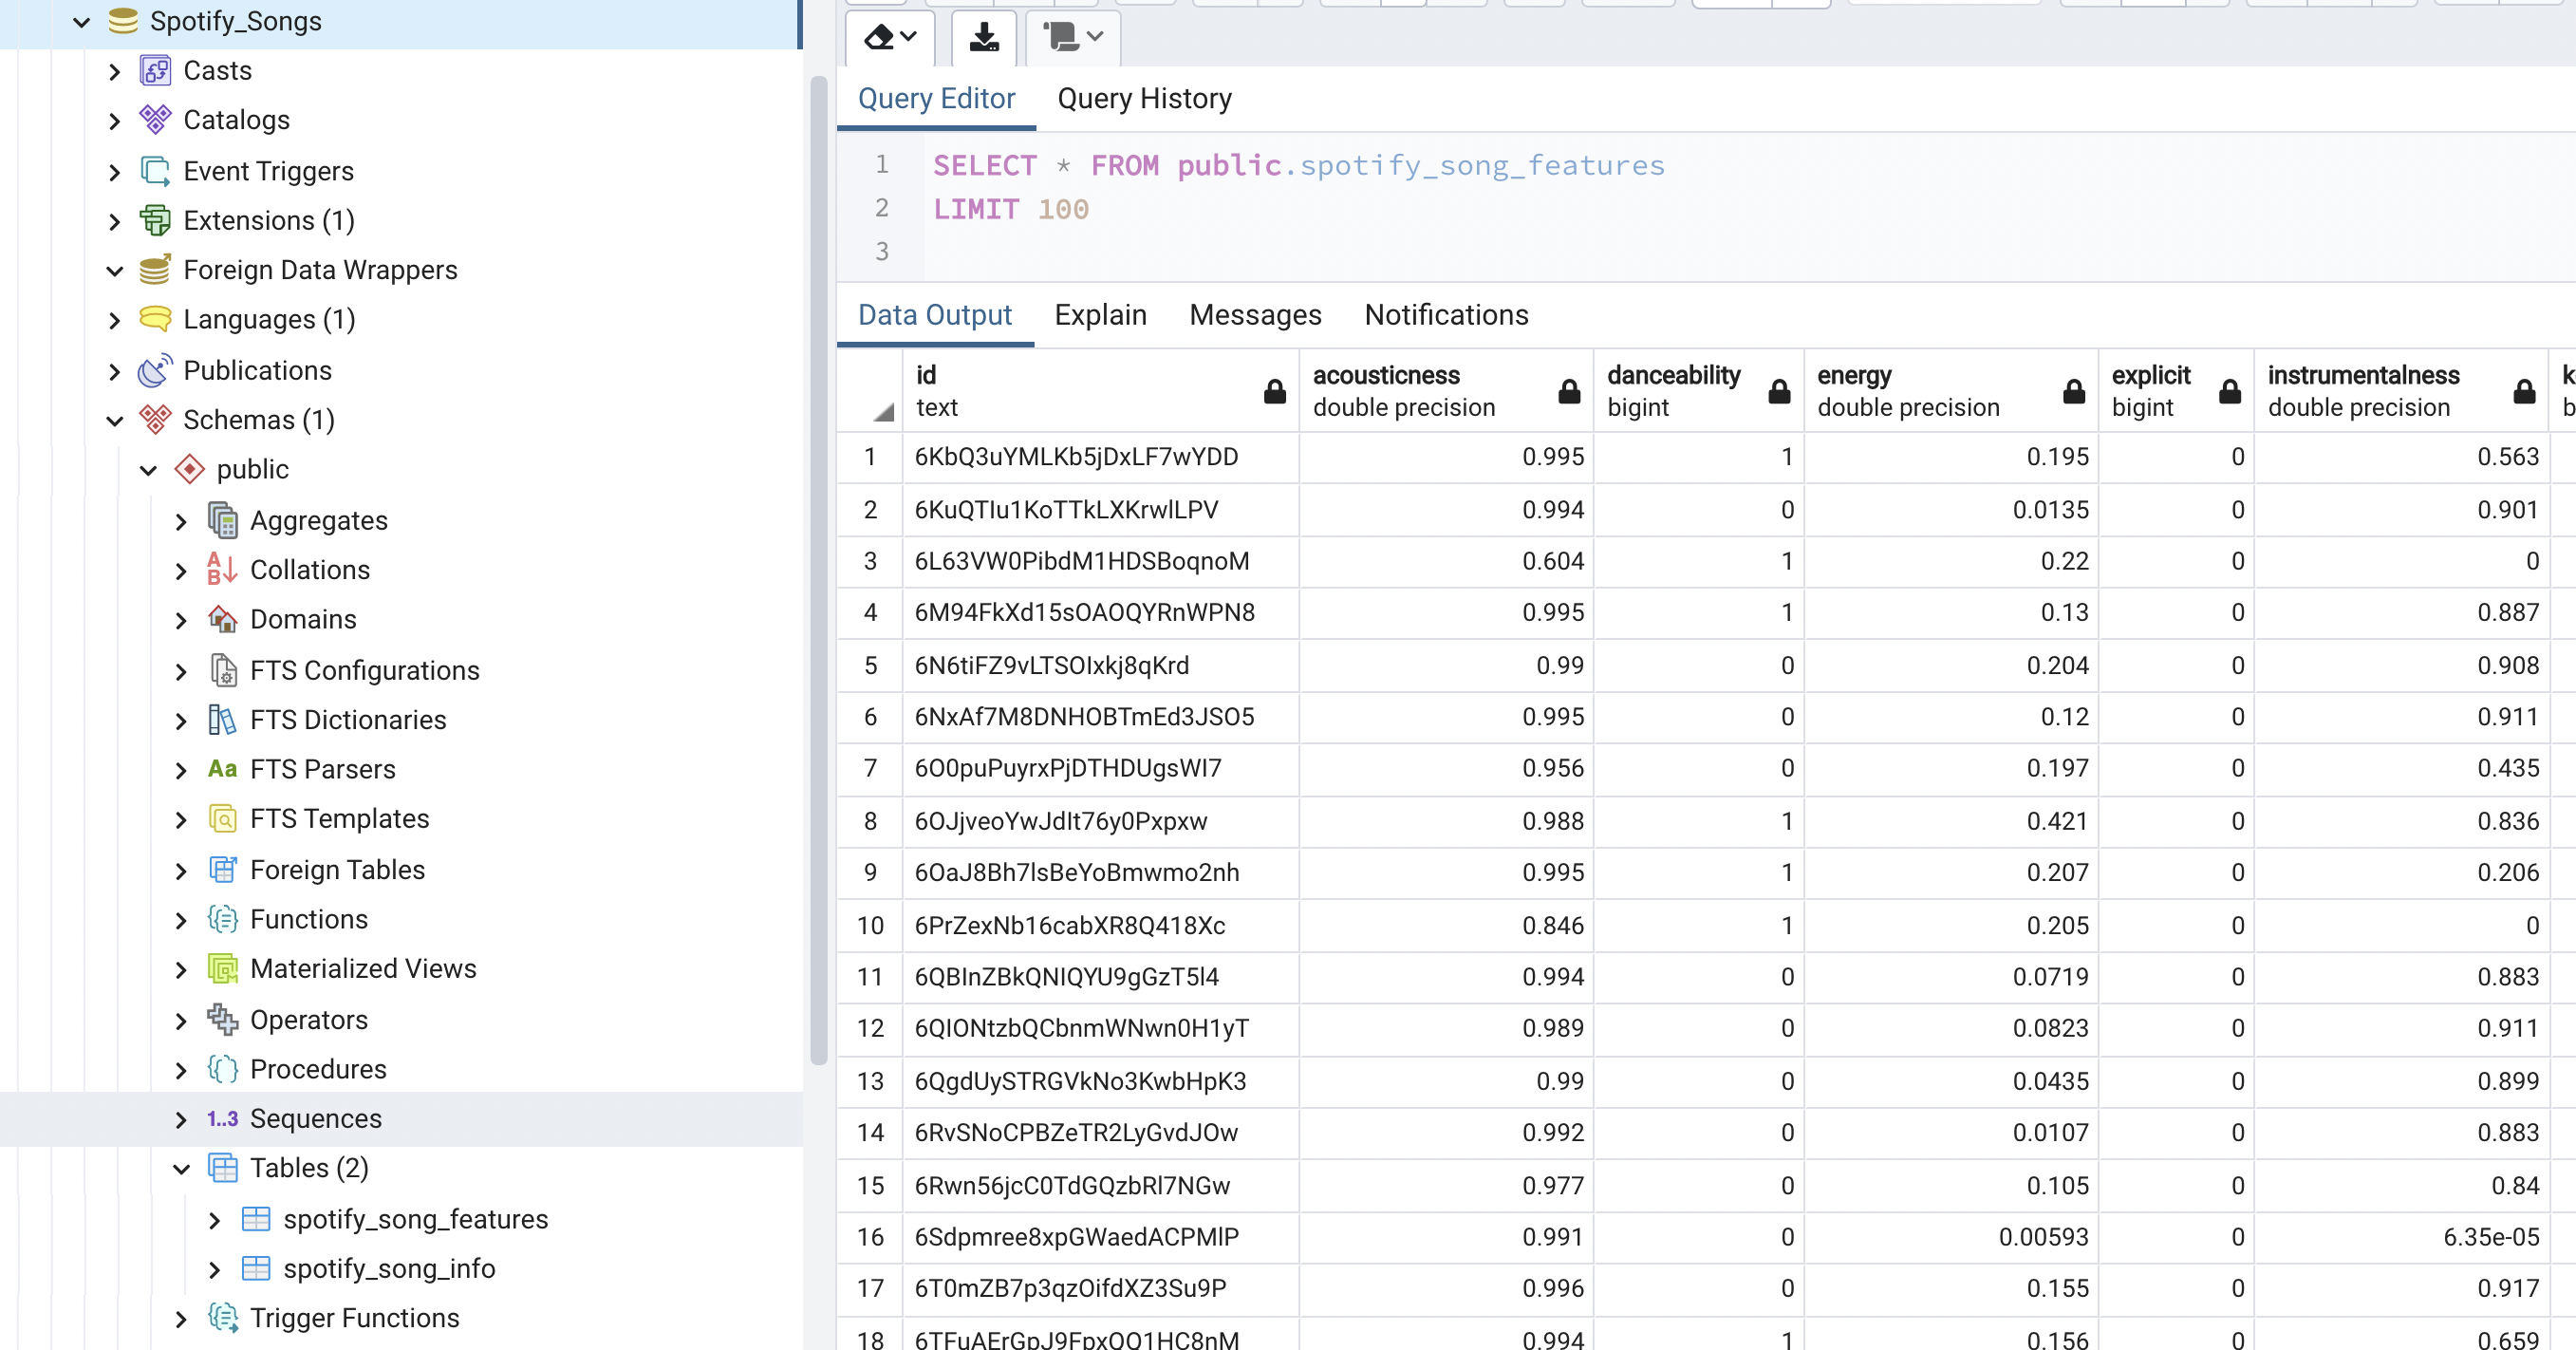 Spotify_Songs
Casts
Catalogs
Event Triggers
Extensions (1)
Foreign Data Wrappers
Languages (1)
Publications
Schemas (1)
public
Aggregates
Collations
Domains
FTS Configurations
FTS Dictionaries
Aa FTS Parsers
FTS Templates
Foreign Tables
Functions
Materialized Views
Operators
Procedures
1..3 Sequences
Tables (2)
spotify_song_features
spotify_song_info
Trigger Functions
Query Editor Query History
1 SELECT * FROM public.spotify_song_features
2 LIMIT 100
3
Data Output Explain Messages Notifications
id acousticness danceability energy explicit instrumentalness
text double precision bigint double precision bigint double precision
1 6KbQ3uYMLKb5jDxLF7wYDD 0.995 1 0.195 0 0.563
2 6KuQTIu1KoTTkLXKrwlLPV 0.994 0 0.0135 0 0.901
3 6L63VW0PibdM1HDSBoqnoM 0.604 1 0.22 0 0
4 6M94FkXd15sOAOQYRnWPN8 0.995 1 0.13 0 0.887
5 6N6tiFZ9vLTSOIxkj8qKrd 0.99 0 0.204 0 0.908
6 6NxAf7M8DNHOBTmEd3JSO5 0.995 0 0.12 0 0.911
7 6O0puPuyrxPjDTHDUgsWI7 0.956 0 0.197 0 0.435
8 6OJjveoYwJdIt76y0Pxpxw 0.988 1 0.421 0 0.836
9 6OaJ8Bh7lsBeYoBmwmo2nh 0.995 1 0.207 0 0.206
10 6PrZexNb16cabXR8Q418Xc 0.846 1 0.205 0 0
11 6QBInZBkQNIQYU9gGzT5l4 0.994 0 0.0719 0 0.883
12 6QIONtzbQCbnmWNwn0H1yT 0.989 0 0.0823 0 0.911
13 6QgdUySTRGVkNo3KwbHpK3 0.99 0 0.0435 0 0.899
14 6RvSNoCPBZeTR2LyGvdJOw 0.992 0 0.0107 0 0.883
15 6Rwn56jcC0TdGQzbRl7NGw 0.977 0 0.105 0 0.84
16 6Sdpmree8xpGWaedACPMlP 0.991 0 0.00593 0 6.35e-05
17 6T0mZB7p3qzOifdXZ3Su9P 0.996 0 0.155 0 0.917
18 6TFuAErGpJ9FpxQO1HC8nM 0.994 1 0.156 0 0.659